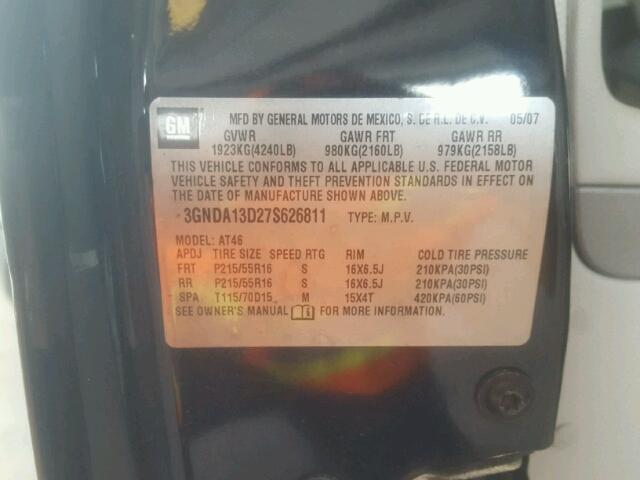 GM
MFD BY GENERAL MOTORS DE MEXICO, S. DE R.L. DE C.V. 05/07
GVWR GAWR FRT GAWR RR
1923KG(4240LB) 980KG(2160LB) 979KG(2158LB)
THIS VEHICLE CONFORMS TO ALL APPLICABLE U.S. FEDERAL MOTOR
VEHICLE SAFETY AND THEFT PREVENTION STANDARDS IN EFFECT ON
THE DATE OF MANUFACTURE SHOWN ABOVE.
3GNDA13D27S626811 TYPE: M.P.V.
MODEL: AT46
APDJ TIRE SIZE SPEED RTG RIM COLD TIRE PRESSURE
FRT P215/55R16 S 16X6.5J 210KPA(30PSI)
RR P215/55R16 S 16X6.5J 210KPA(30PSI)
SPA T115/70D15 M 15X4T 420KPA(60PSI)
SEE OWNER'S MANUAL FOR MORE INFORMATION.